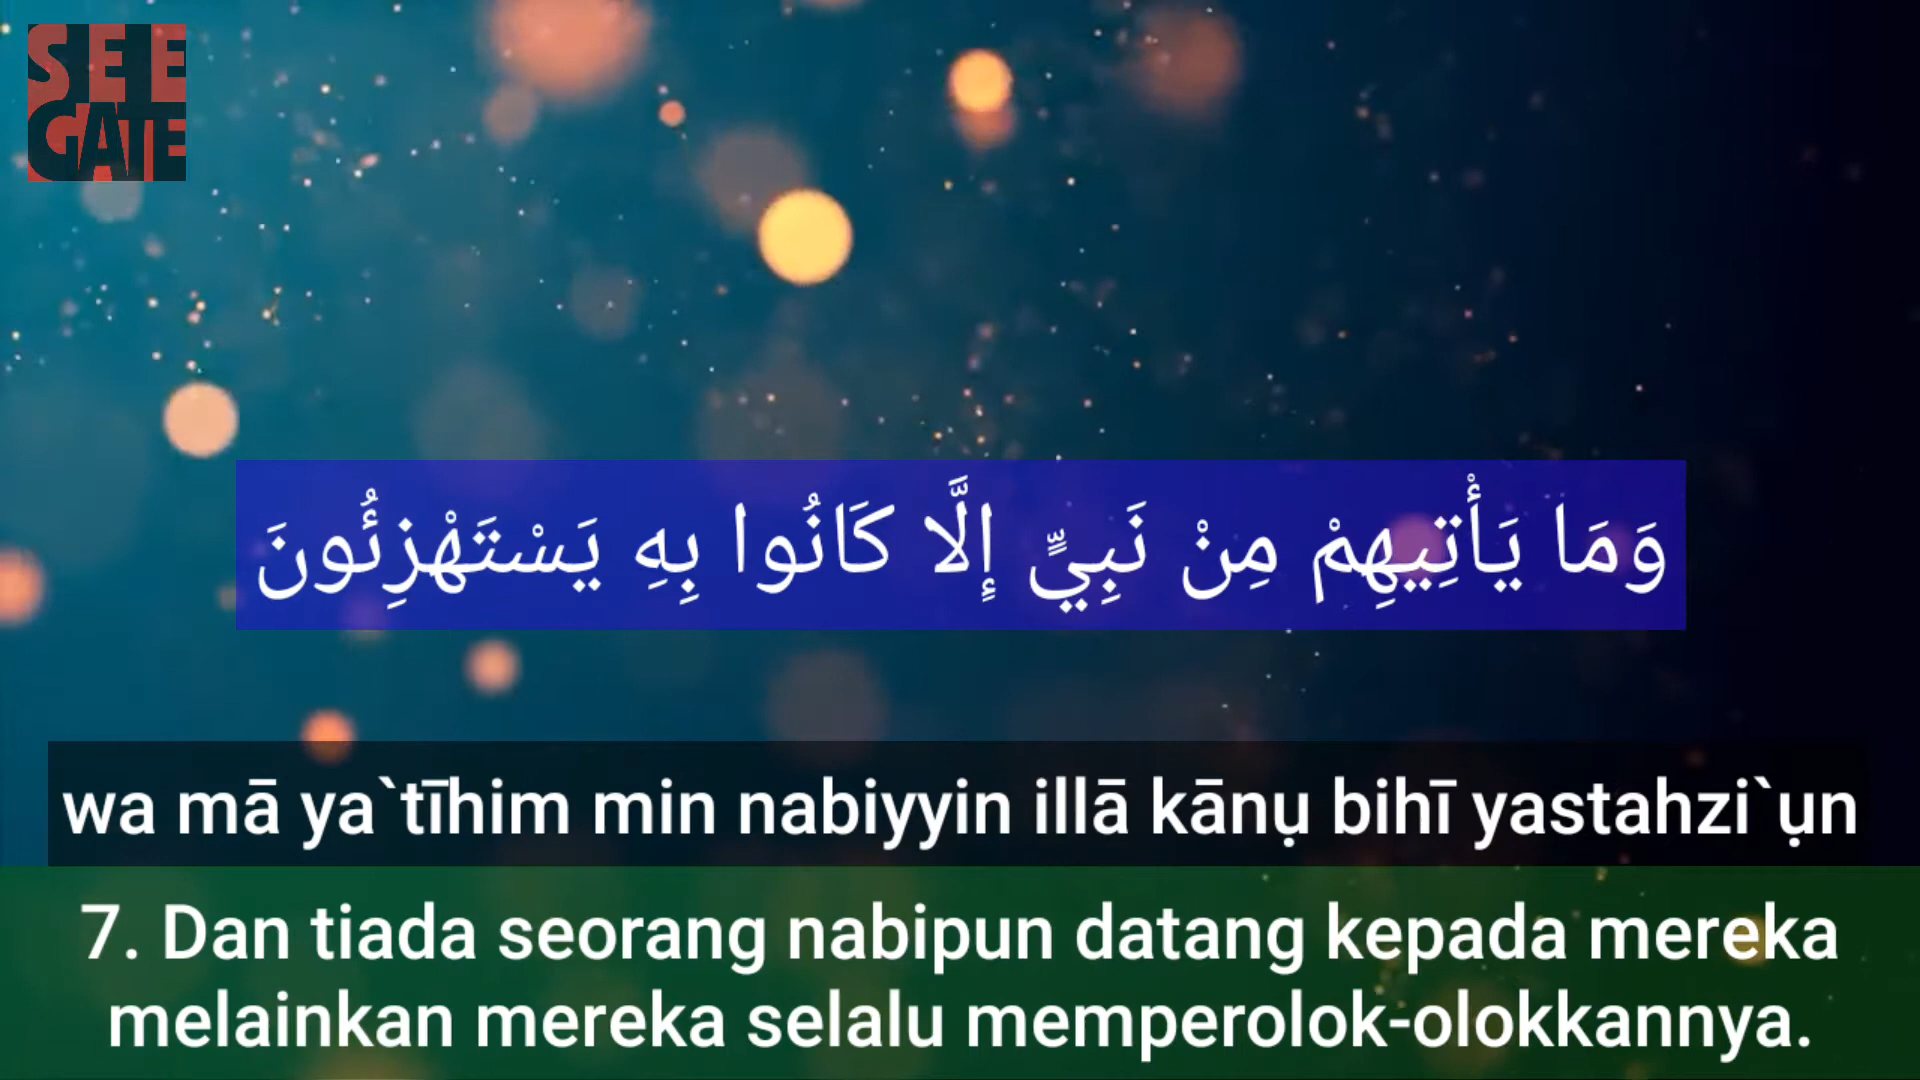 SEE
GATE
وَمَا يَأْتِيهِمْ مِنْ نَبِيٍّ إِلَّا كَانُوا بِهِ يَسْتَهْزِئُونَ
wa mā ya`tīhim min nabiyyin illā kānụ bihī yastahzi`ụn
7. Dan tiada seorang nabipun datang kepada mereka
melainkan mereka selalu memperolok-olokkannya.